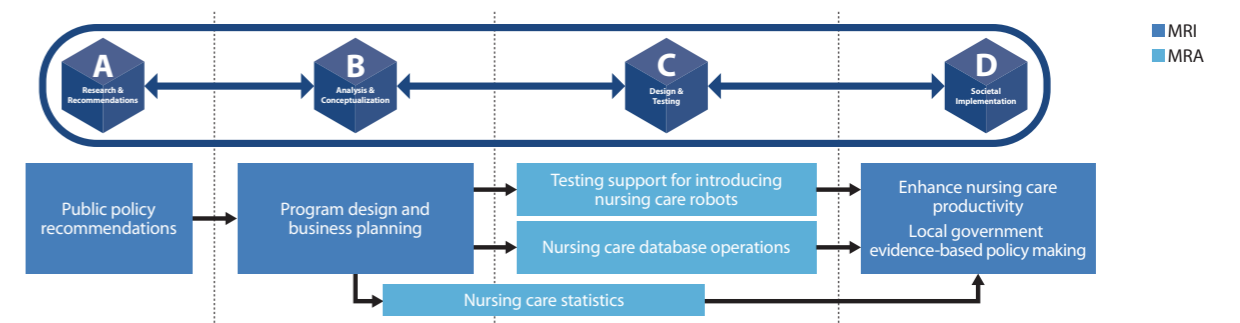 MRI
MRA
A
Research &
Recommendations
B
Analysis &
Conceptualization
C
Design &
Testing
D
Societal
Implementation
Public policy
recommendations
Program design and
business planning
Testing support for introducing
nursing care robots
Nursing care database operations
Nursing care statistics
Enhance nursing care
productivity
Local government
evidence-based policy making